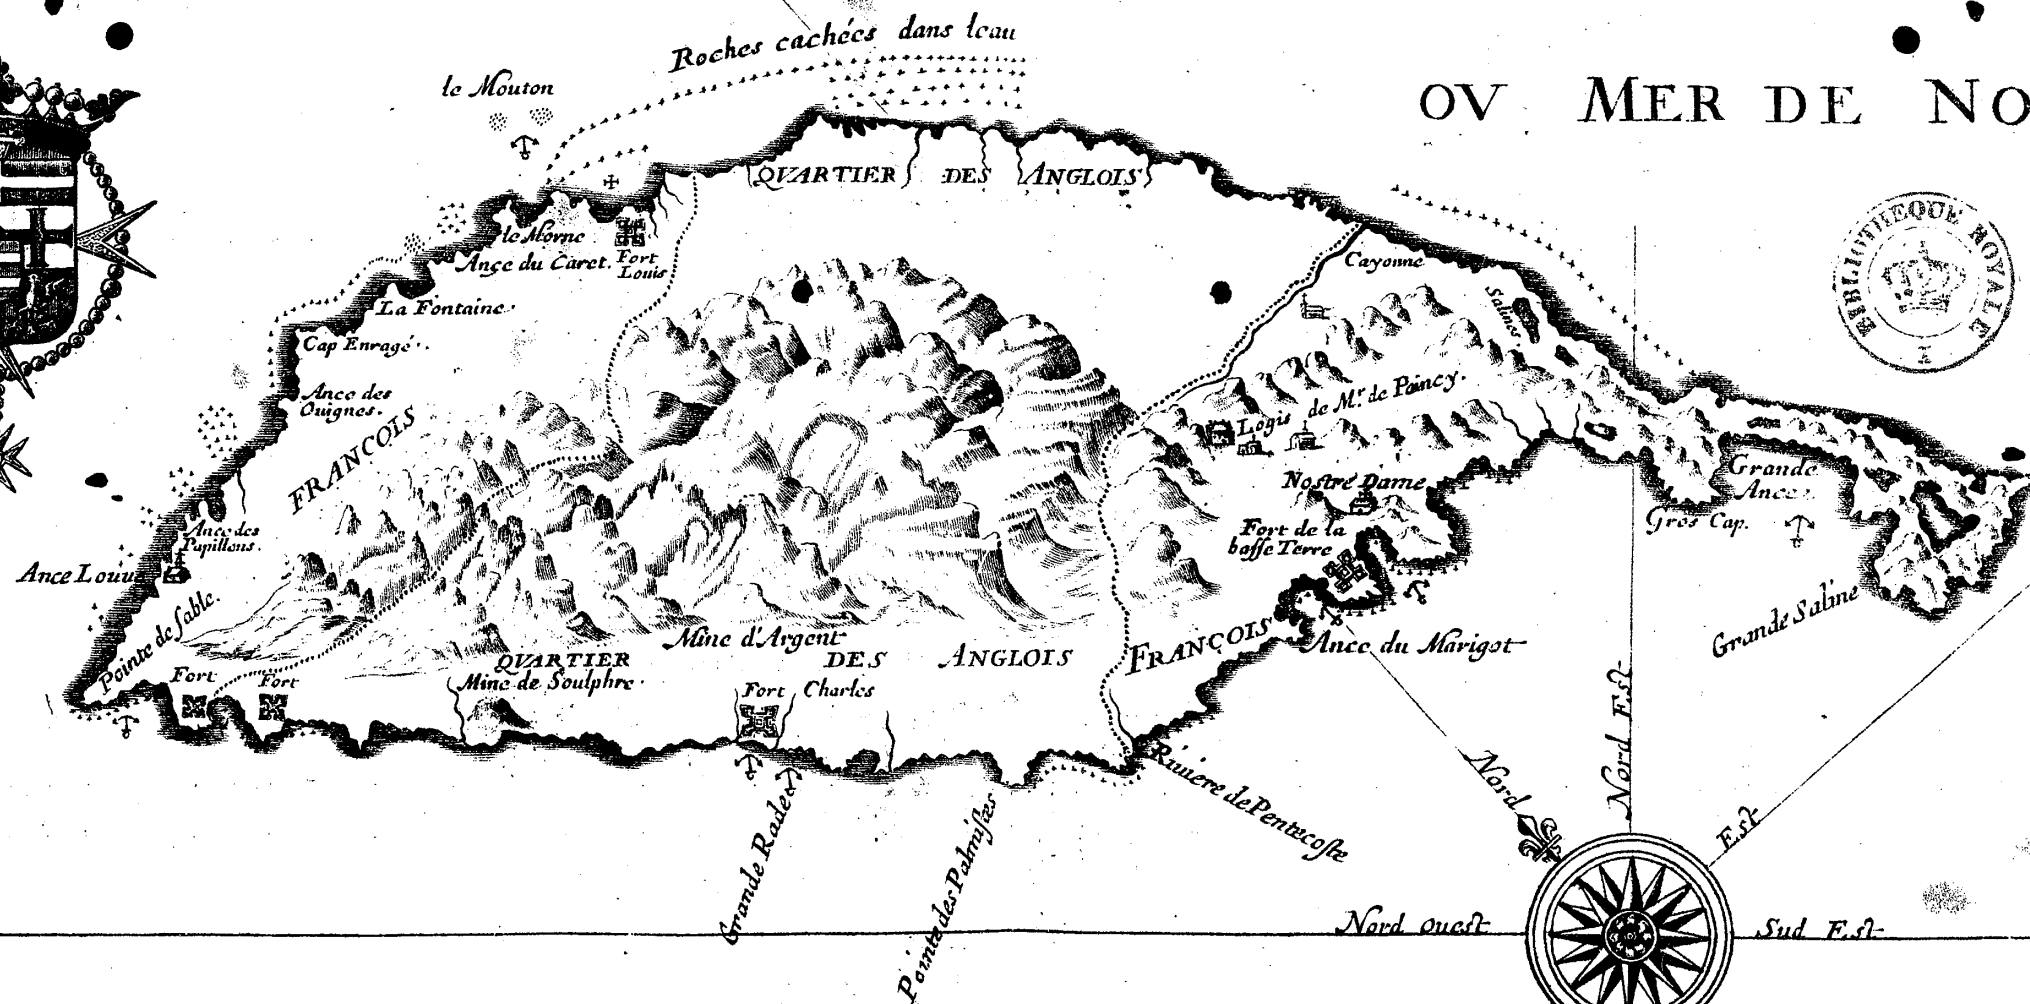 Roches cachées dans leau
le Mouton
OV MER DE NO
QVARTIER DES ANGLOIS
BIBLIOTHEQUE ROYALE
le Morne
Ance du Caret.
Fort
Louis
Cayonne
La Fontaine.
Salines.
Cap Enragé.
Ance des
Ouignes.
FRANCOIS
Logis de Mr. de Poincy.
Grande
Ance.
Nostre Dame
Gros Cap.
Fort de la
basse Terre
Ance des
Papillons.
Ance Louue
Pointe de sable.
Grande Saline
Mine d'Argent
FRANÇOIS
Ance du Marigot
QVARTIER DES ANGLOIS
Mine de Soulphre.
Fort
Fort
Fort Charles
Riuiere de Pentecoste
Grande Rade
Pointe des Palmistes
Nord
Nord Est
Est
Nord Ouest
Sud Est